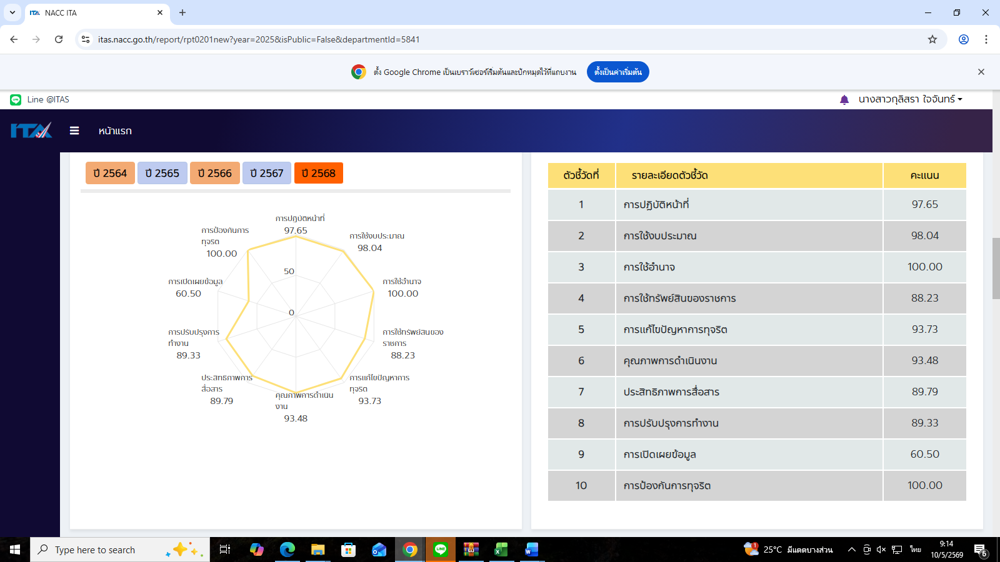 NACC ITA
itas.nacc.go.th/report/rpt0201new?year=2025&isPublic=False&departmentId=5841
ตั้ง Google Chrome เป็นเบราว์เซอร์เริ่มต้นและปักหมุดไว้ที่แถบงาน
ตั้งเป็นค่าเริ่มต้น
Line @ITAS
นางสาวกุลิสรา ใจจันทร์
ITA
หน้าแรก
ปี 2564
ปี 2565
ปี 2566
ปี 2567
ปี 2568
การปฏิบัติหน้าที่
97.65
การใช้งบประมาณ
98.04
การใช้อำนาจ
100.00
การใช้ทรัพย์สินของ
ราชการ
88.23
การแก้ไขปัญหาการ
ทุจริต
93.73
คุณภาพการดำเนิน
งาน
93.48
ประสิทธิภาพการ
สื่อสาร
89.79
การปรับปรุงการ
ทำงาน
89.33
การเปิดเผยข้อมูล
60.50
การป้องกันการ
ทุจริต
100.00
50
0
ตัวชี้วัดที่ รายละเอียดตัวชี้วัด คะแนน
1 การปฏิบัติหน้าที่ 97.65
2 การใช้งบประมาณ 98.04
3 การใช้อำนาจ 100.00
4 การใช้ทรัพย์สินของราชการ 88.23
5 การแก้ไขปัญหาการทุจริต 93.73
6 คุณภาพการดำเนินงาน 93.48
7 ประสิทธิภาพการสื่อสาร 89.79
8 การปรับปรุงการทำงาน 89.33
9 การเปิดเผยข้อมูล 60.50
10 การป้องกันการทุจริต 100.00
Type here to search
25°C มีแดดบางส่วน
ไทย
9:14
10/5/2569
6